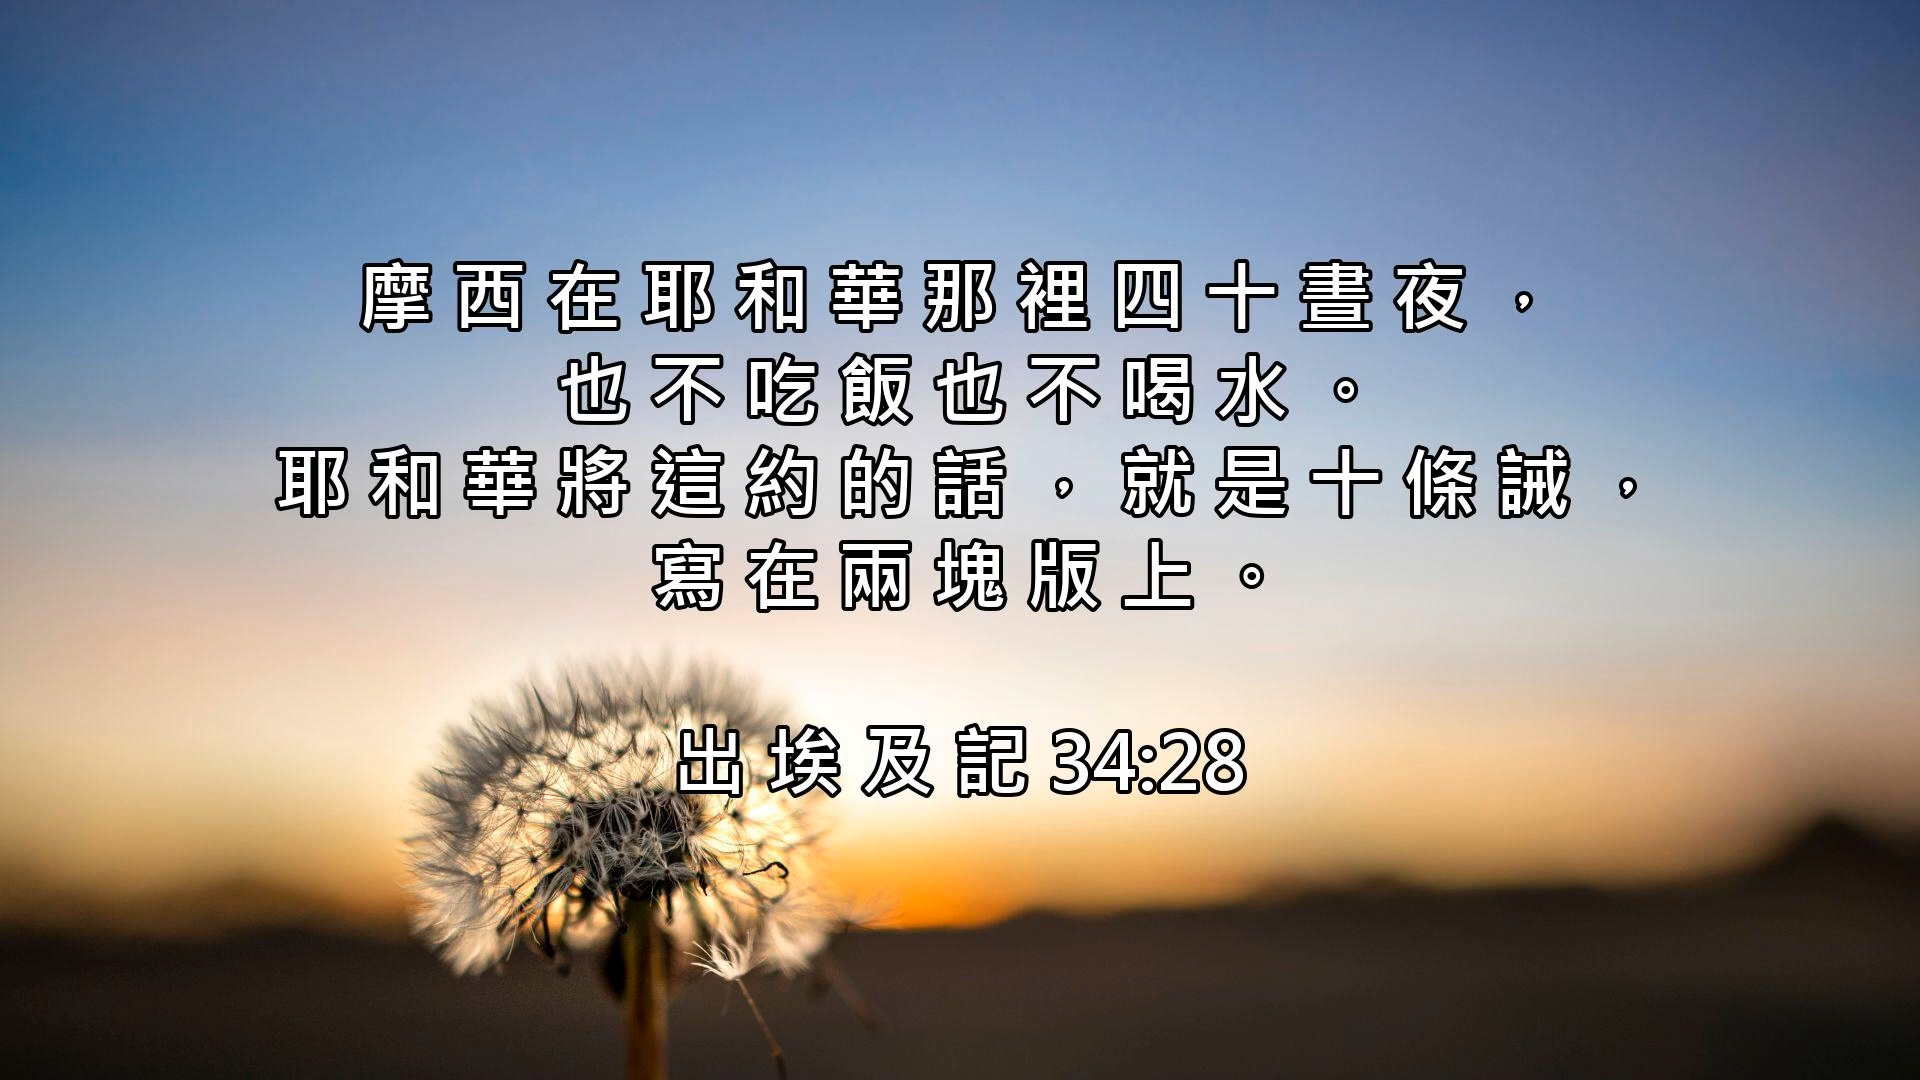 摩西在耶和華那裡四十晝夜，
也不吃飯也不喝水。
耶和華將這約的話，就是十條誡，
寫在兩塊版上。
出埃及記 34:28